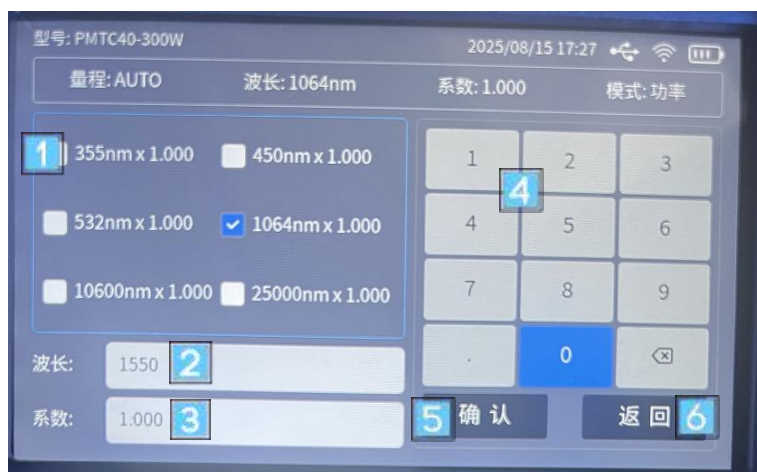 型号: PMTC40-300W 2025/08/15 17:27
量程: AUTO 波长: 1064nm 系数: 1.000 模式: 功率
1 355nm x 1.000 450nm x 1.000
532nm x 1.000 1064nm x 1.000
10600nm x 1.000 25000nm x 1.000
波长: 1550 2
系数: 1.000 3
1 2 3
4
4 5 6
7 8 9
. 0
5 确认 返回 6